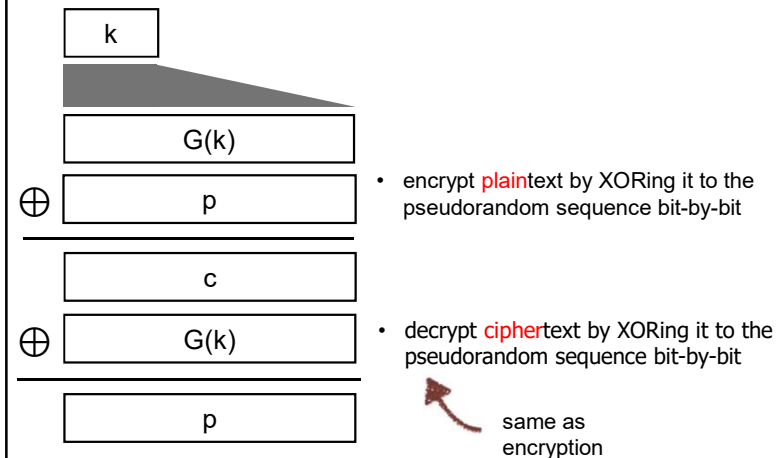 k
G(k)
⊕ p
• encrypt plaintext by XORing it to the
pseudorandom sequence bit-by-bit
c
⊕ G(k)
• decrypt ciphertext by XORing it to the
pseudorandom sequence bit-by-bit
p
same as
encryption